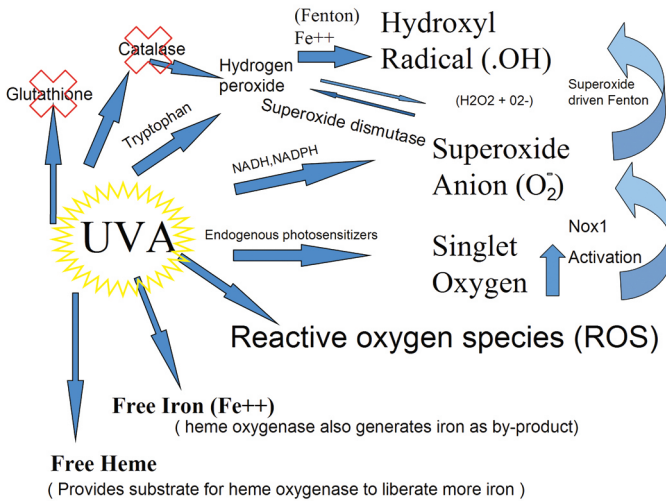 (Fenton)
Fe++
Hydroxyl
Radical (.OH)
Catalase
Glutathione
Hydrogen
peroxide
Superoxide
driven Fenton
(H2O2 + 02-)
Tryptophan
Superoxide dismutase
NADH,NADPH
Superoxide
Anion (O2-)
UVA
Endogenous photosensitizers
Singlet
Oxygen
Nox1
Activation
Reactive oxygen species (ROS)
Free Iron (Fe++)
( heme oxygenase also generates iron as by-product)
Free Heme
( Provides substrate for heme oxygenase to liberate more iron )